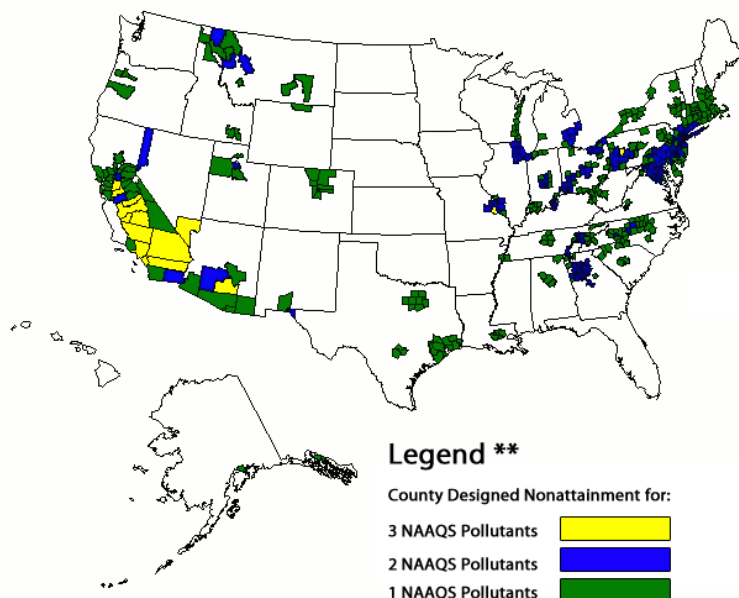 Legend **
County Designed Nonattainment for:
3 NAAQS Pollutants
2 NAAQS Pollutants
1 NAAQS Pollutants